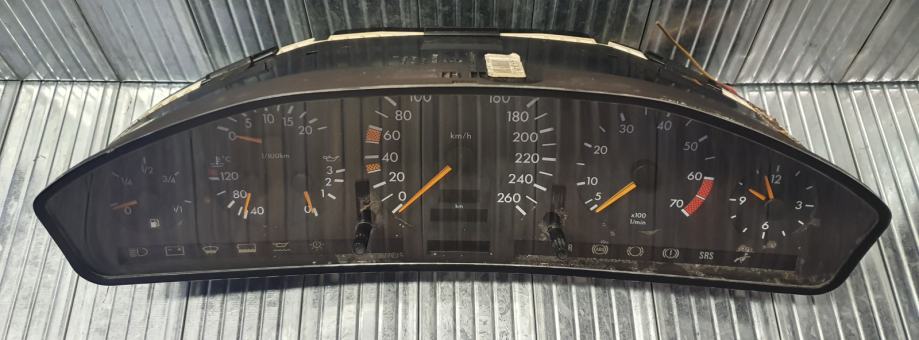 0 1/4 1/2 3/4 1/1
°C
120
80
40
0 5 10 15 20
l/100km
3
2
1
0
0 20 40 60 80 100
km/h
km
160
180
200
220
240
260
5 10 20 30 40 50 60 70
x100
1/min
12
3
6
9
R
ABS
SRS